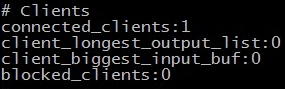 # Clients
connected_clients:1
client_longest_output_list:0
client_biggest_input_buf:0
blocked_clients:0